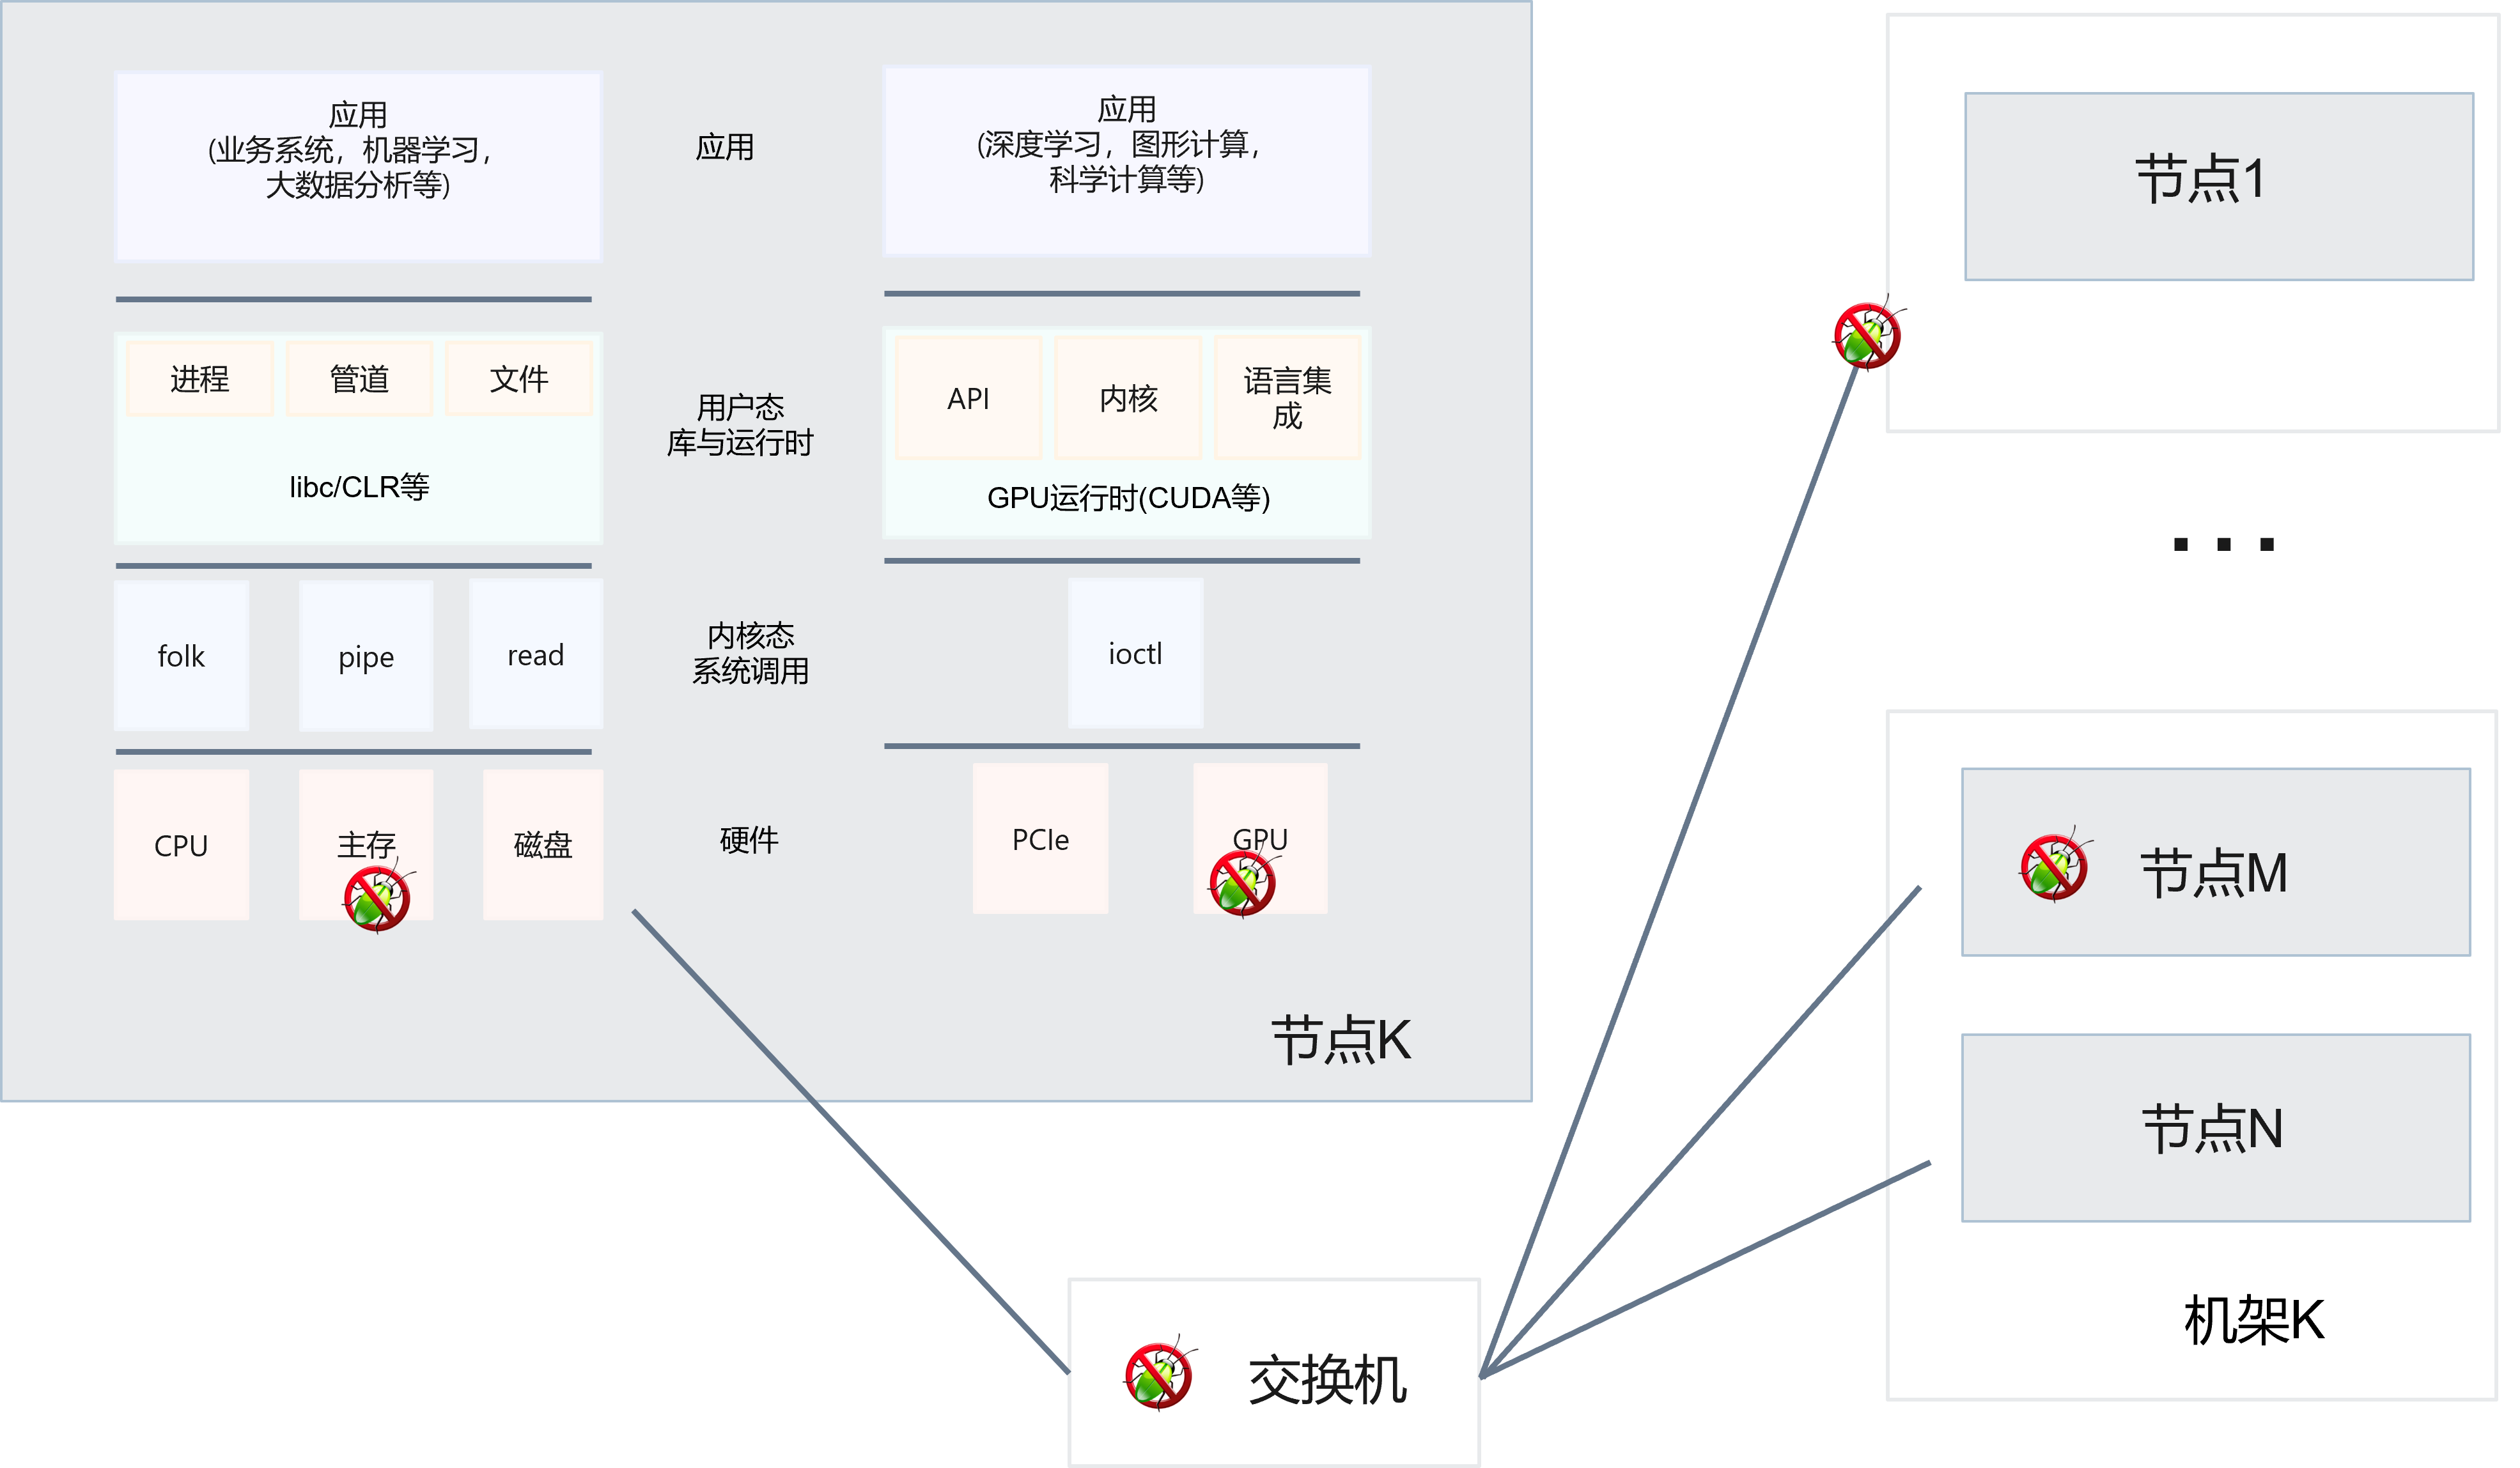 应用
(业务系统，机器学习，
大数据分析等)
应用
应用
(深度学习，图形计算，
科学计算等)
进程
管道
文件
libc/CLR等
用户态
库与运行时
API
内核
语言集
成
GPU运行时(CUDA等)
folk
pipe
read
内核态
系统调用
ioctl
CPU
主存
磁盘
硬件
PCIe
GPU
节点K
节点1
...
节点M
节点N
机架K
交换机